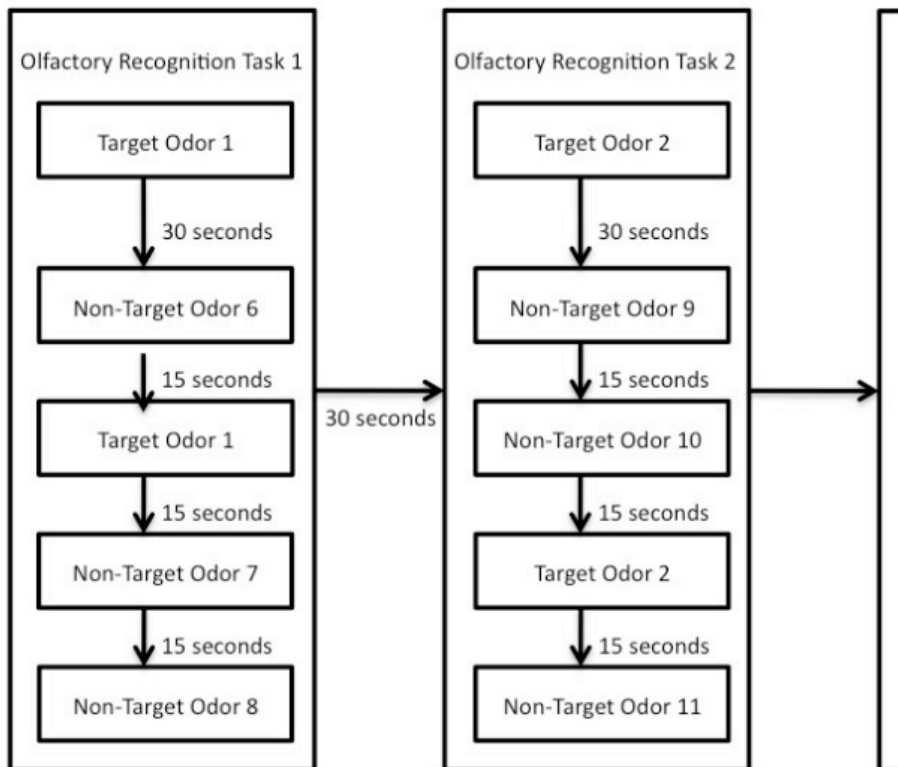 Olfactory Recognition Task 1
Target Odor 1
30 seconds
Non-Target Odor 6
15 seconds
Target Odor 1
15 seconds
Non-Target Odor 7
15 seconds
Non-Target Odor 8
30 seconds
Olfactory Recognition Task 2
Target Odor 2
30 seconds
Non-Target Odor 9
15 seconds
Non-Target Odor 10
15 seconds
Target Odor 2
15 seconds
Non-Target Odor 11